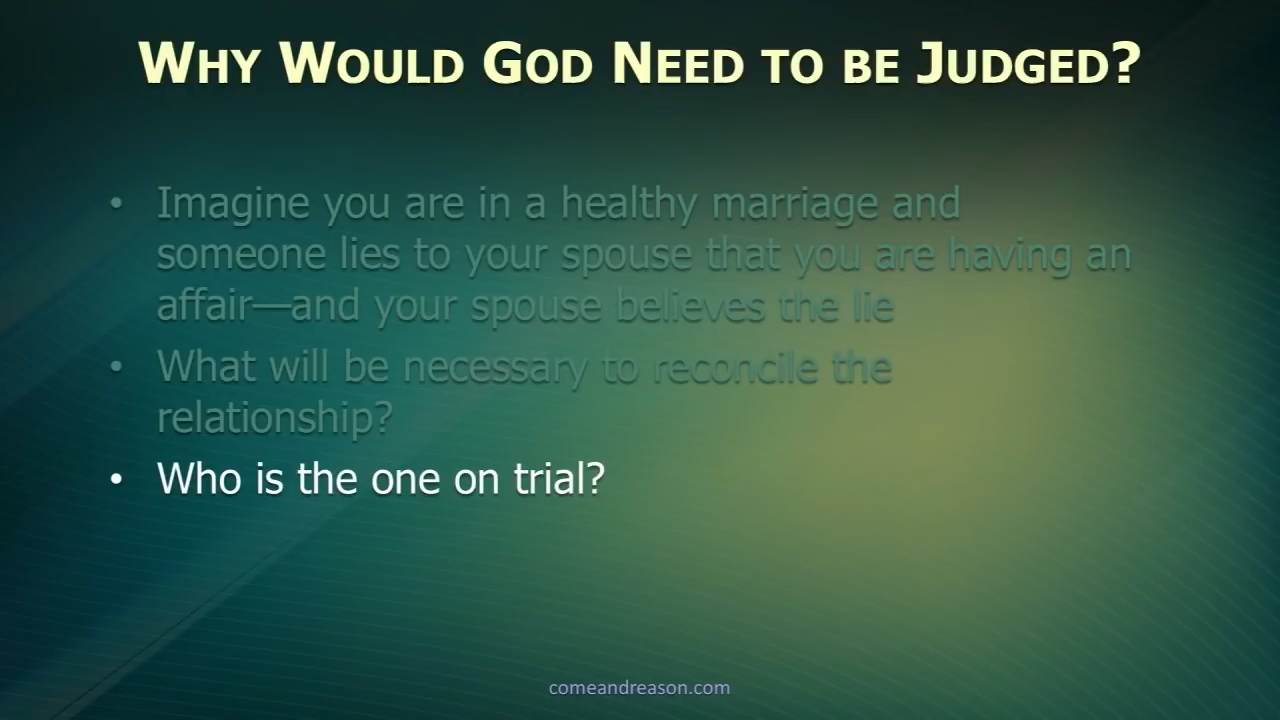 Why Would God Need to be Judged?
• Imagine you are in a healthy marriage and
someone lies to your spouse that you are having an
affair—and your spouse believes the lie
• What will be necessary to reconcile the
relationship?
• Who is the one on trial?
comeandreason.com